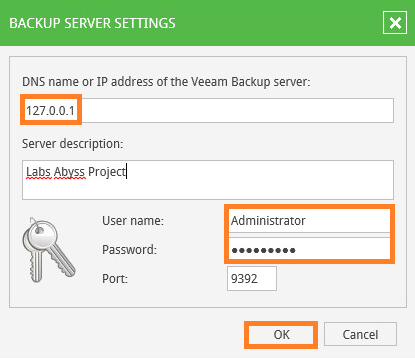 BACKUP SERVER SETTINGS
DNS name or IP address of the Veeam Backup server:
127.0.0.1
Server description:
Labs Abyss Project
User name:
Administrator
Password:
●●●●●●●●●
Port:
9392
OK
Cancel